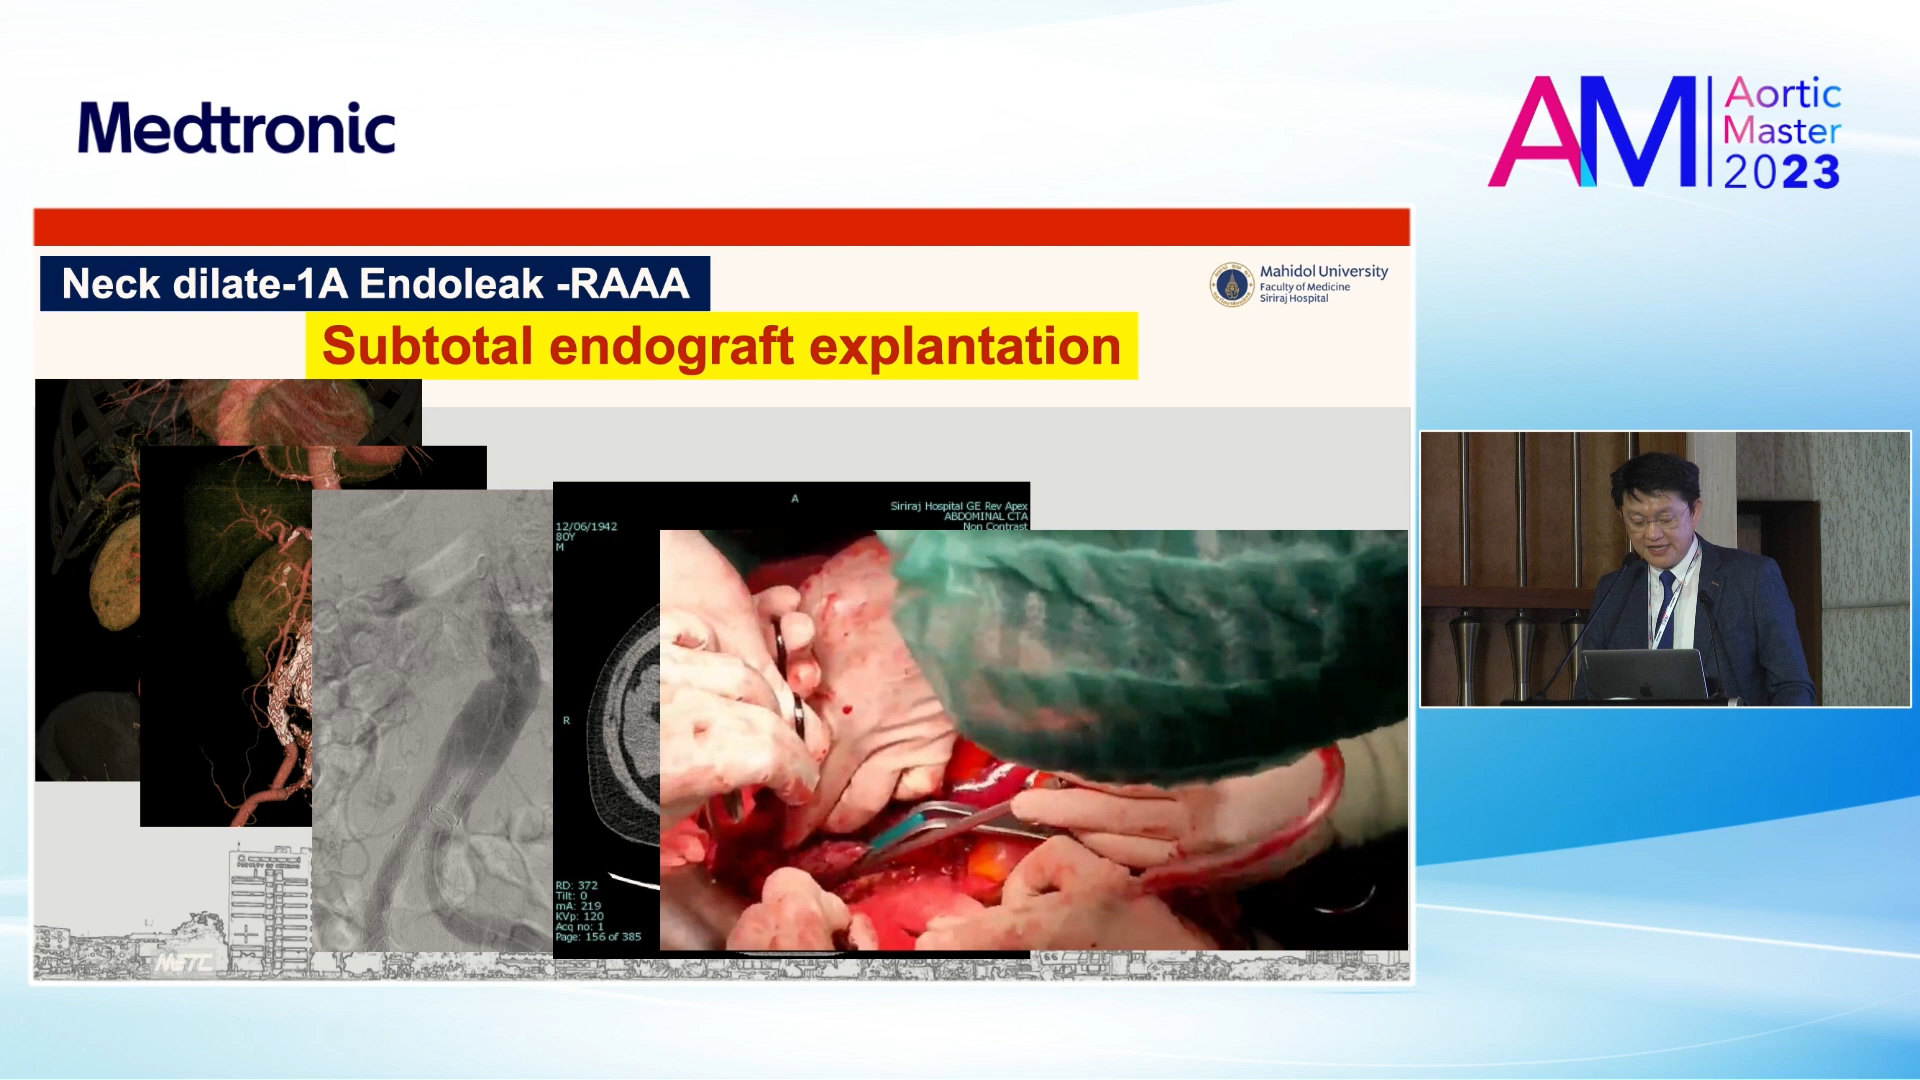 Medtronic
AM
Aortic
Master
2023
Neck dilate-1A Endoleak -RAAA
Mahidol University
Faculty of Medicine
Siriraj Hospital
Subtotal endograft explantation
A
Siriraj Hospital GE Rev Apex
ABDOMINAL CTA
Non Contrast
12/06/1942
80Y
M
R
RD: 372
Tilt: 0
mA: 219
KVp: 120
Acq no: 1
Page: 156 of 385